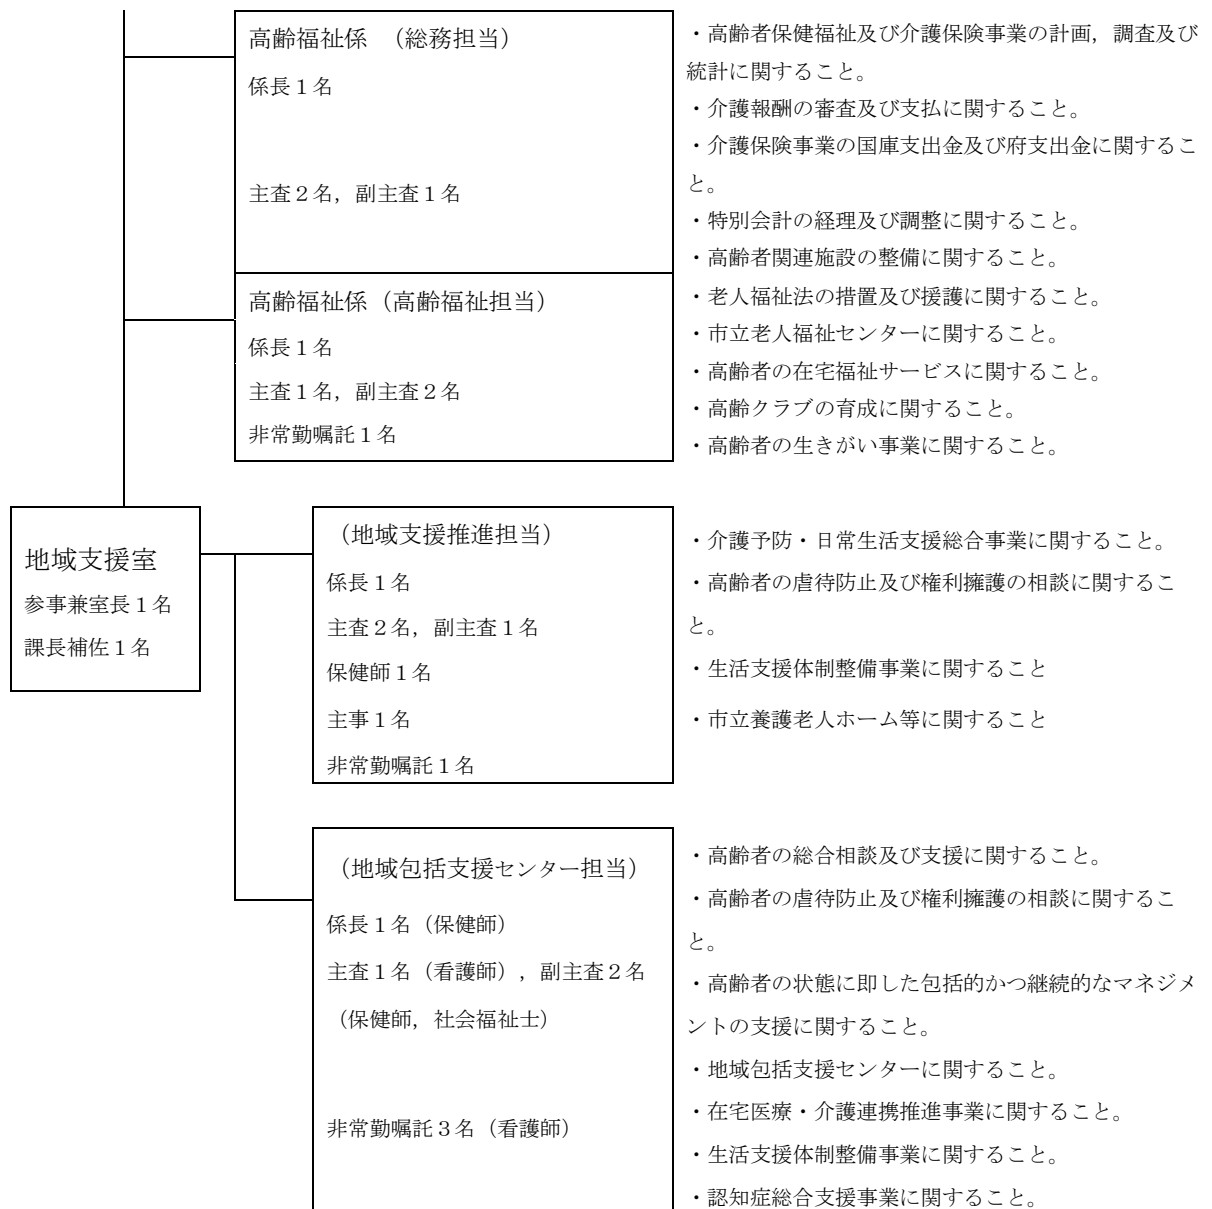 高齢福祉係　（総務担当）
係長１名
主査２名，副主査１名
・高齢者保健福祉及び介護保険事業の計画，調査及び
統計に関すること。
・介護報酬の審査及び支払に関すること。
・介護保険事業の国庫支出金及び府支出金に関するこ
と。
・特別会計の経理及び調整に関すること。
・高齢者関連施設の整備に関すること。
高齢福祉係（高齢福祉担当）
係長１名
主査１名，副主査２名
非常勤嘱託１名
・老人福祉法の措置及び援護に関すること。
・市立老人福祉センターに関すること。
・高齢者の在宅福祉サービスに関すること。
・高齢クラブの育成に関すること。
・高齢者の生きがい事業に関すること。
地域支援室
参事兼室長１名
課長補佐１名
（地域支援推進担当）
係長１名
主査２名，副主査１名
保健師１名
主事１名
非常勤嘱託１名
・介護予防・日常生活支援総合事業に関すること。
・高齢者の虐待防止及び権利擁護の相談に関するこ
と。
・生活支援体制整備事業に関すること
・市立養護老人ホーム等に関すること
（地域包括支援センター担当）
係長１名（保健師）
主査１名（看護師），副主査２名
（保健師，社会福祉士）
非常勤嘱託３名（看護師）
・高齢者の総合相談及び支援に関すること。
・高齢者の虐待防止及び権利擁護の相談に関するこ
と。
・高齢者の状態に即した包括的かつ継続的なマネジメ
ントの支援に関すること。
・地域包括支援センターに関すること。
・在宅医療・介護連携推進事業に関すること。
・生活支援体制整備事業に関すること。
・認知症総合支援事業に関すること。